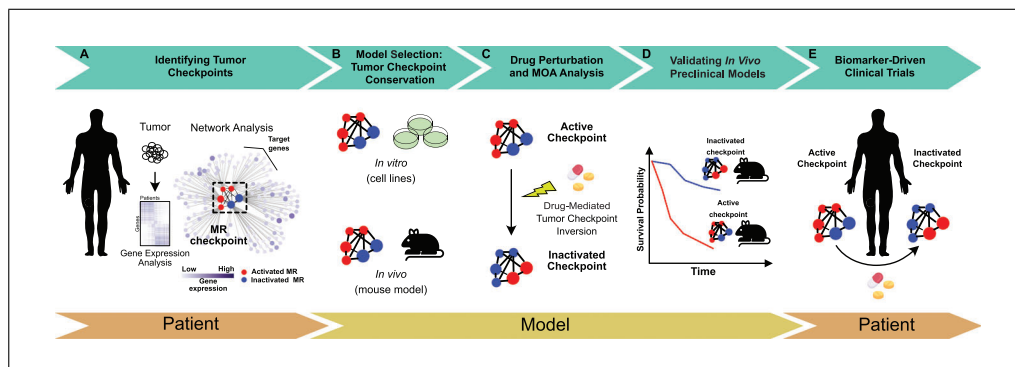 A
Identifying Tumor
Checkpoints
B
Model Selection:
Tumor Checkpoint
Conservation
C
Drug Perturbation
and MOA Analysis
D
Validating In Vivo
Preclinical Models
E
Biomarker-Driven
Clinical Trials
Tumor
Network Analysis
Target
genes
Patients
Genes
MR
checkpoint
Gene Expression
Analysis
Low High
Gene
expression
Activated MR
Inactivated MR
In vitro
(cell lines)
In vivo
(mouse model)
Active
Checkpoint
Drug-Mediated
Tumor Checkpoint
Inversion
Inactivated
Checkpoint
Survival Probability
Inactivated
checkpoint
Active
checkpoint
Time
Active
Checkpoint
Inactivated
Checkpoint
Patient
Model
Patient